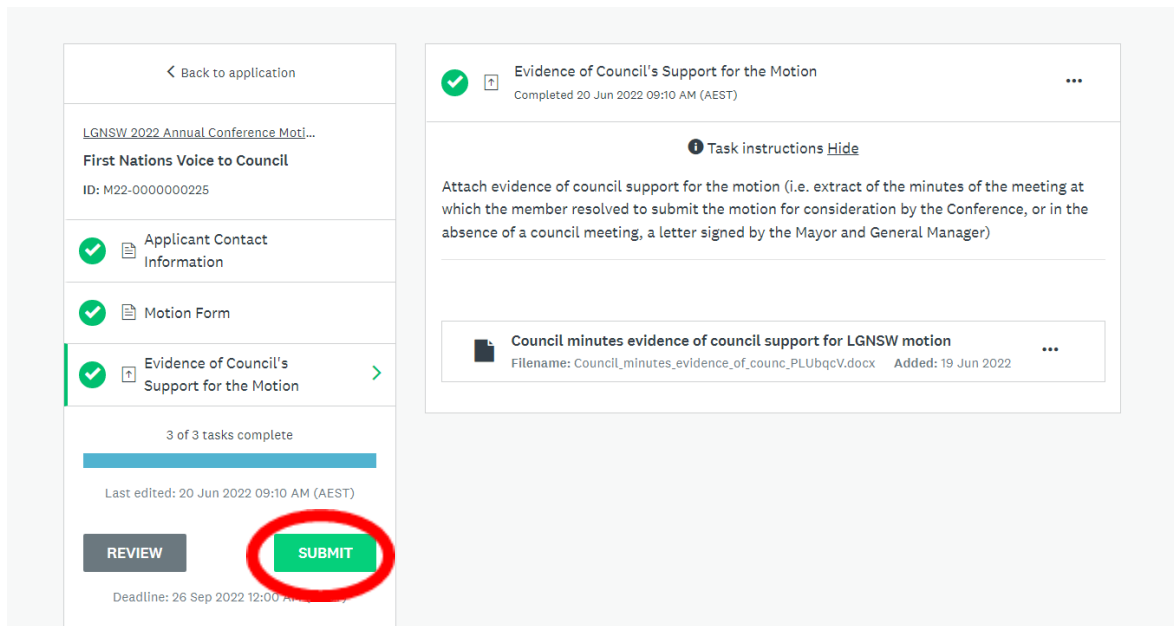 Back to application
LGNSW 2022 Annual Conference Moti...
First Nations Voice to Council
ID: M22-0000000225
Applicant Contact
Information
Motion Form
Evidence of Council's
Support for the Motion
3 of 3 tasks complete
Last edited: 20 Jun 2022 09:10 AM (AEST)
REVIEW
SUBMIT
Deadline: 26 Sep 2022 12:00
Evidence of Council's Support for the Motion
Completed 20 Jun 2022 09:10 AM (AEST)
Task instructions Hide
Attach evidence of council support for the motion (i.e. extract of the minutes of the meeting at
which the member resolved to submit the motion for consideration by the Conference, or in the
absence of a council meeting, a letter signed by the Mayor and General Manager)
Council minutes evidence of council support for LGNSW motion
Filename: Council_minutes_evidence_of_counc_PLUbqcV.docx Added: 19 Jun 2022